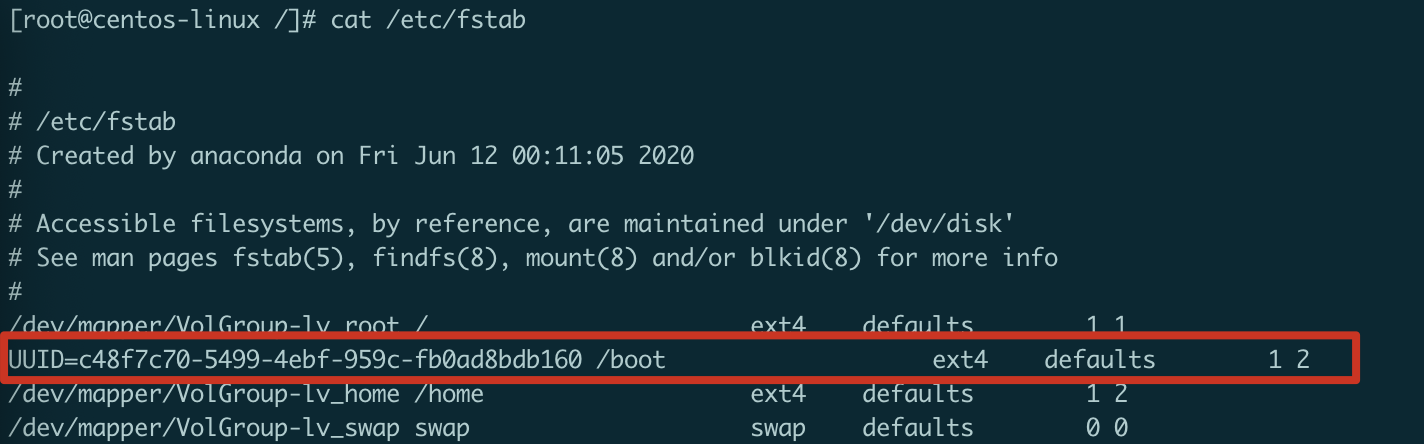 [root@centos-linux /]# cat /etc/fstab
#
# /etc/fstab
# Created by anaconda on Fri Jun 12 00:11:05 2020
#
# Accessible filesystems, by reference, are maintained under '/dev/disk'
# See man pages fstab(5), findfs(8), mount(8) and/or blkid(8) for more info
#
/dev/mapper/VolGroup-lv_root / ext4 defaults 1 1
UUID=c48f7c70-5499-4ebf-959c-fb0ad8bdb160 /boot ext4 defaults 1 2
/dev/mapper/VolGroup-lv_home /home ext4 defaults 1 2
/dev/mapper/VolGroup-lv_swap swap swap defaults 0 0